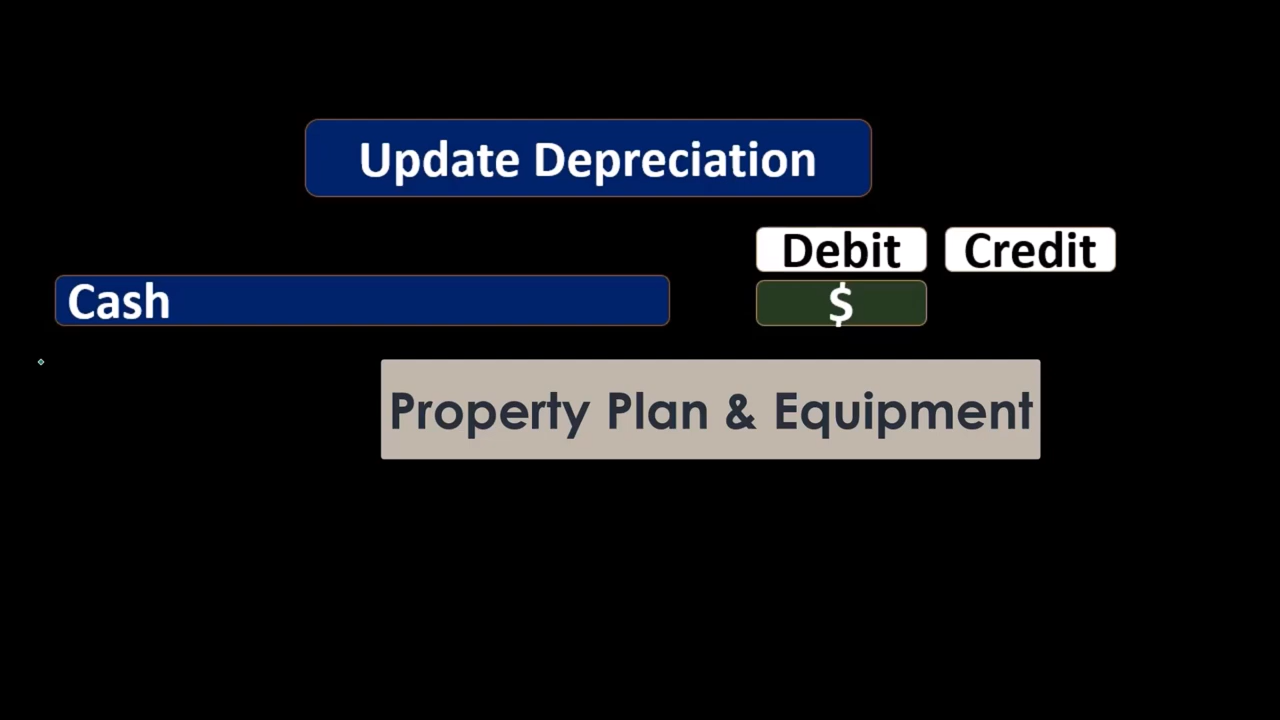 Update Depreciation
Debit Credit
Cash $
Property Plan & Equipment